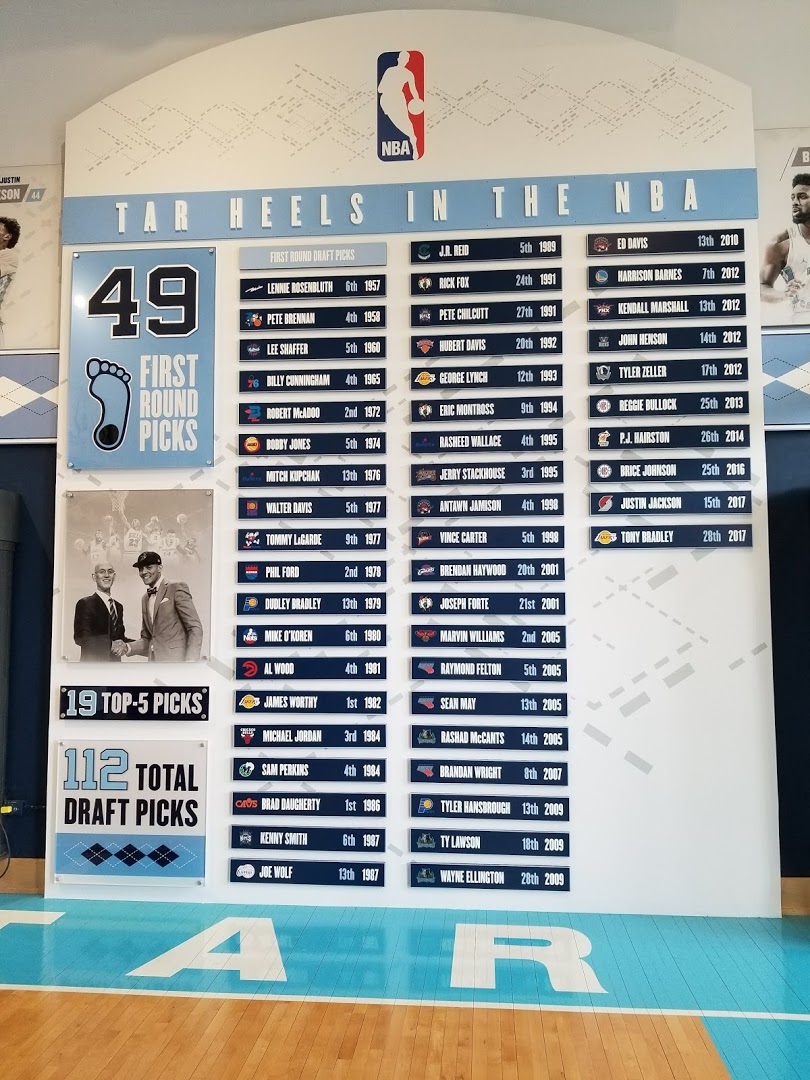 NBA
TAR HEELS IN THE NBA
49
FIRST
ROUND
PICKS
19 TOP-5 PICKS
112 TOTAL
DRAFT PICKS
FIRST ROUND DRAFT PICKS
LENNIE ROSENBLUTH 6th 1957
PETE BRENNAN 4th 1958
LEE SHAFFER 5th 1960
BILLY CUNNINGHAM 4th 1965
ROBERT McADOO 2nd 1972
BOBBY JONES 5th 1974
MITCH KUPCHAK 13th 1976
WALTER DAVIS 5th 1977
TOMMY LaGARDE 9th 1977
PHIL FORD 2nd 1978
DUDLEY BRADLEY 13th 1979
MIKE O'KOREN 6th 1980
AL WOOD 4th 1981
JAMES WORTHY 1st 1982
MICHAEL JORDAN 3rd 1984
SAM PERKINS 4th 1984
CAVS BRAD DAUGHERTY 1st 1986
KENNY SMITH 6th 1987
JOE WOLF 13th 1987
J.R. REID 5th 1989
RICK FOX 24th 1991
PETE CHILCUTT 27th 1991
HUBERT DAVIS 20th 1992
GEORGE LYNCH 12th 1993
ERIC MONTROSS 9th 1994
RASHEED WALLACE 4th 1995
JERRY STACKHOUSE 3rd 1995
ANTAWN JAMISON 4th 1998
VINCE CARTER 5th 1998
BRENDAN HAYWOOD 20th 2001
JOSEPH FORTE 21st 2001
MARVIN WILLIAMS 2nd 2005
RAYMOND FELTON 5th 2005
SEAN MAY 13th 2005
RASHAD McCANTS 14th 2005
BRANDAN WRIGHT 8th 2007
TYLER HANSBROUGH 13th 2009
TY LAWSON 18th 2009
WAYNE ELLINGTON 28th 2009
ED DAVIS 13th 2010
HARRISON BARNES 7th 2012
KENDALL MARSHALL 13th 2012
JOHN HENSON 14th 2012
TYLER ZELLER 17th 2012
REGGIE BULLOCK 25th 2013
P.J. HAIRSTON 26th 2014
BRICE JOHNSON 25th 2016
JUSTIN JACKSON 15th 2017
TONY BRADLEY 28th 2017
JUSTIN
SON 44
B
A R